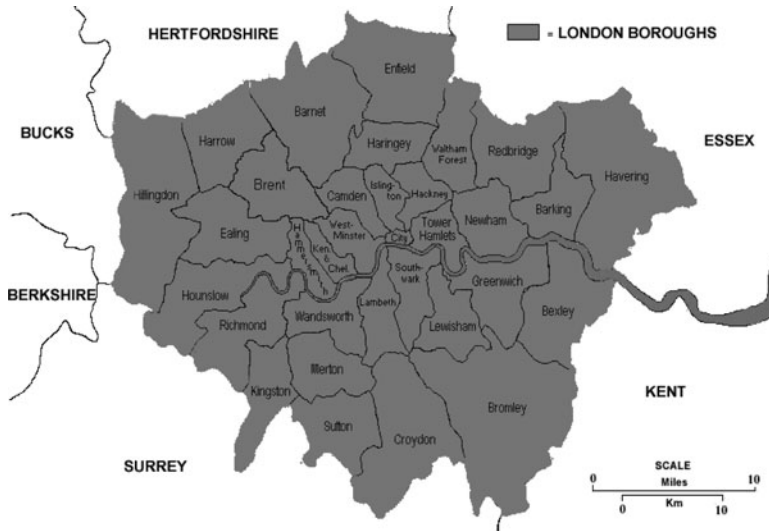 HERTFORDSHIRE
= LONDON BOROUGHS
BUCKS
ESSEX
BERKSHIRE
KENT
SURREY
Enfield
Barnet
Harrow
Haringey
Waltham
Forest
Redbridge
Havering
Hillingdon
Brent
Camden
Isling-
ton
Hackney
Barking
Ealing
West-
Minster
City
Tower
Hamlets
Newham
Hammersmith
Ken.
&
Chel.
South-
wark
Greenwich
Hounslow
Richmond
Wandsworth
Lambeth
Lewisham
Bexley
Merton
Kingston
Sutton
Croydon
Bromley
SCALE
0 Miles 10
0 Km 10